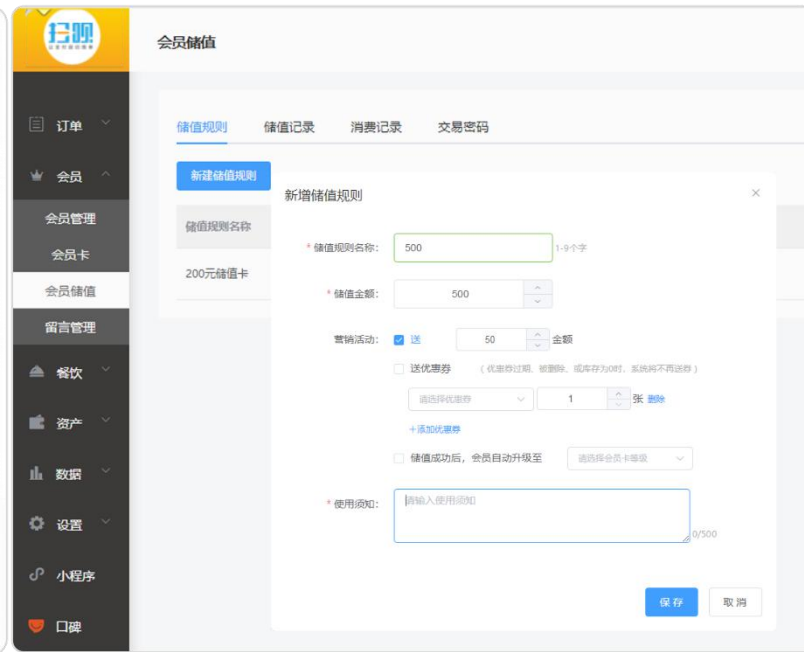 扫呗
会员储值
订单
会员
会员管理
会员卡
会员储值
留言管理
餐饮
资产
数据
设置
小程序
口碑
储值规则 储值记录 消费记录 交易密码
新建储值规则
储值规则名称
200元储值卡
新增储值规则
* 储值规则名称： 500 1-9个字
* 储值金额： 500
营销活动： 送 50 金额
送优惠券 （优惠券过期、被删除、或库存为0时，系统将不再送券）
请选择优惠券 1 张 删除
+添加优惠券
储值成功后，会员自动升级至 请选择会员卡等级
* 使用须知： 请输入使用须知
0/500
保存 取消